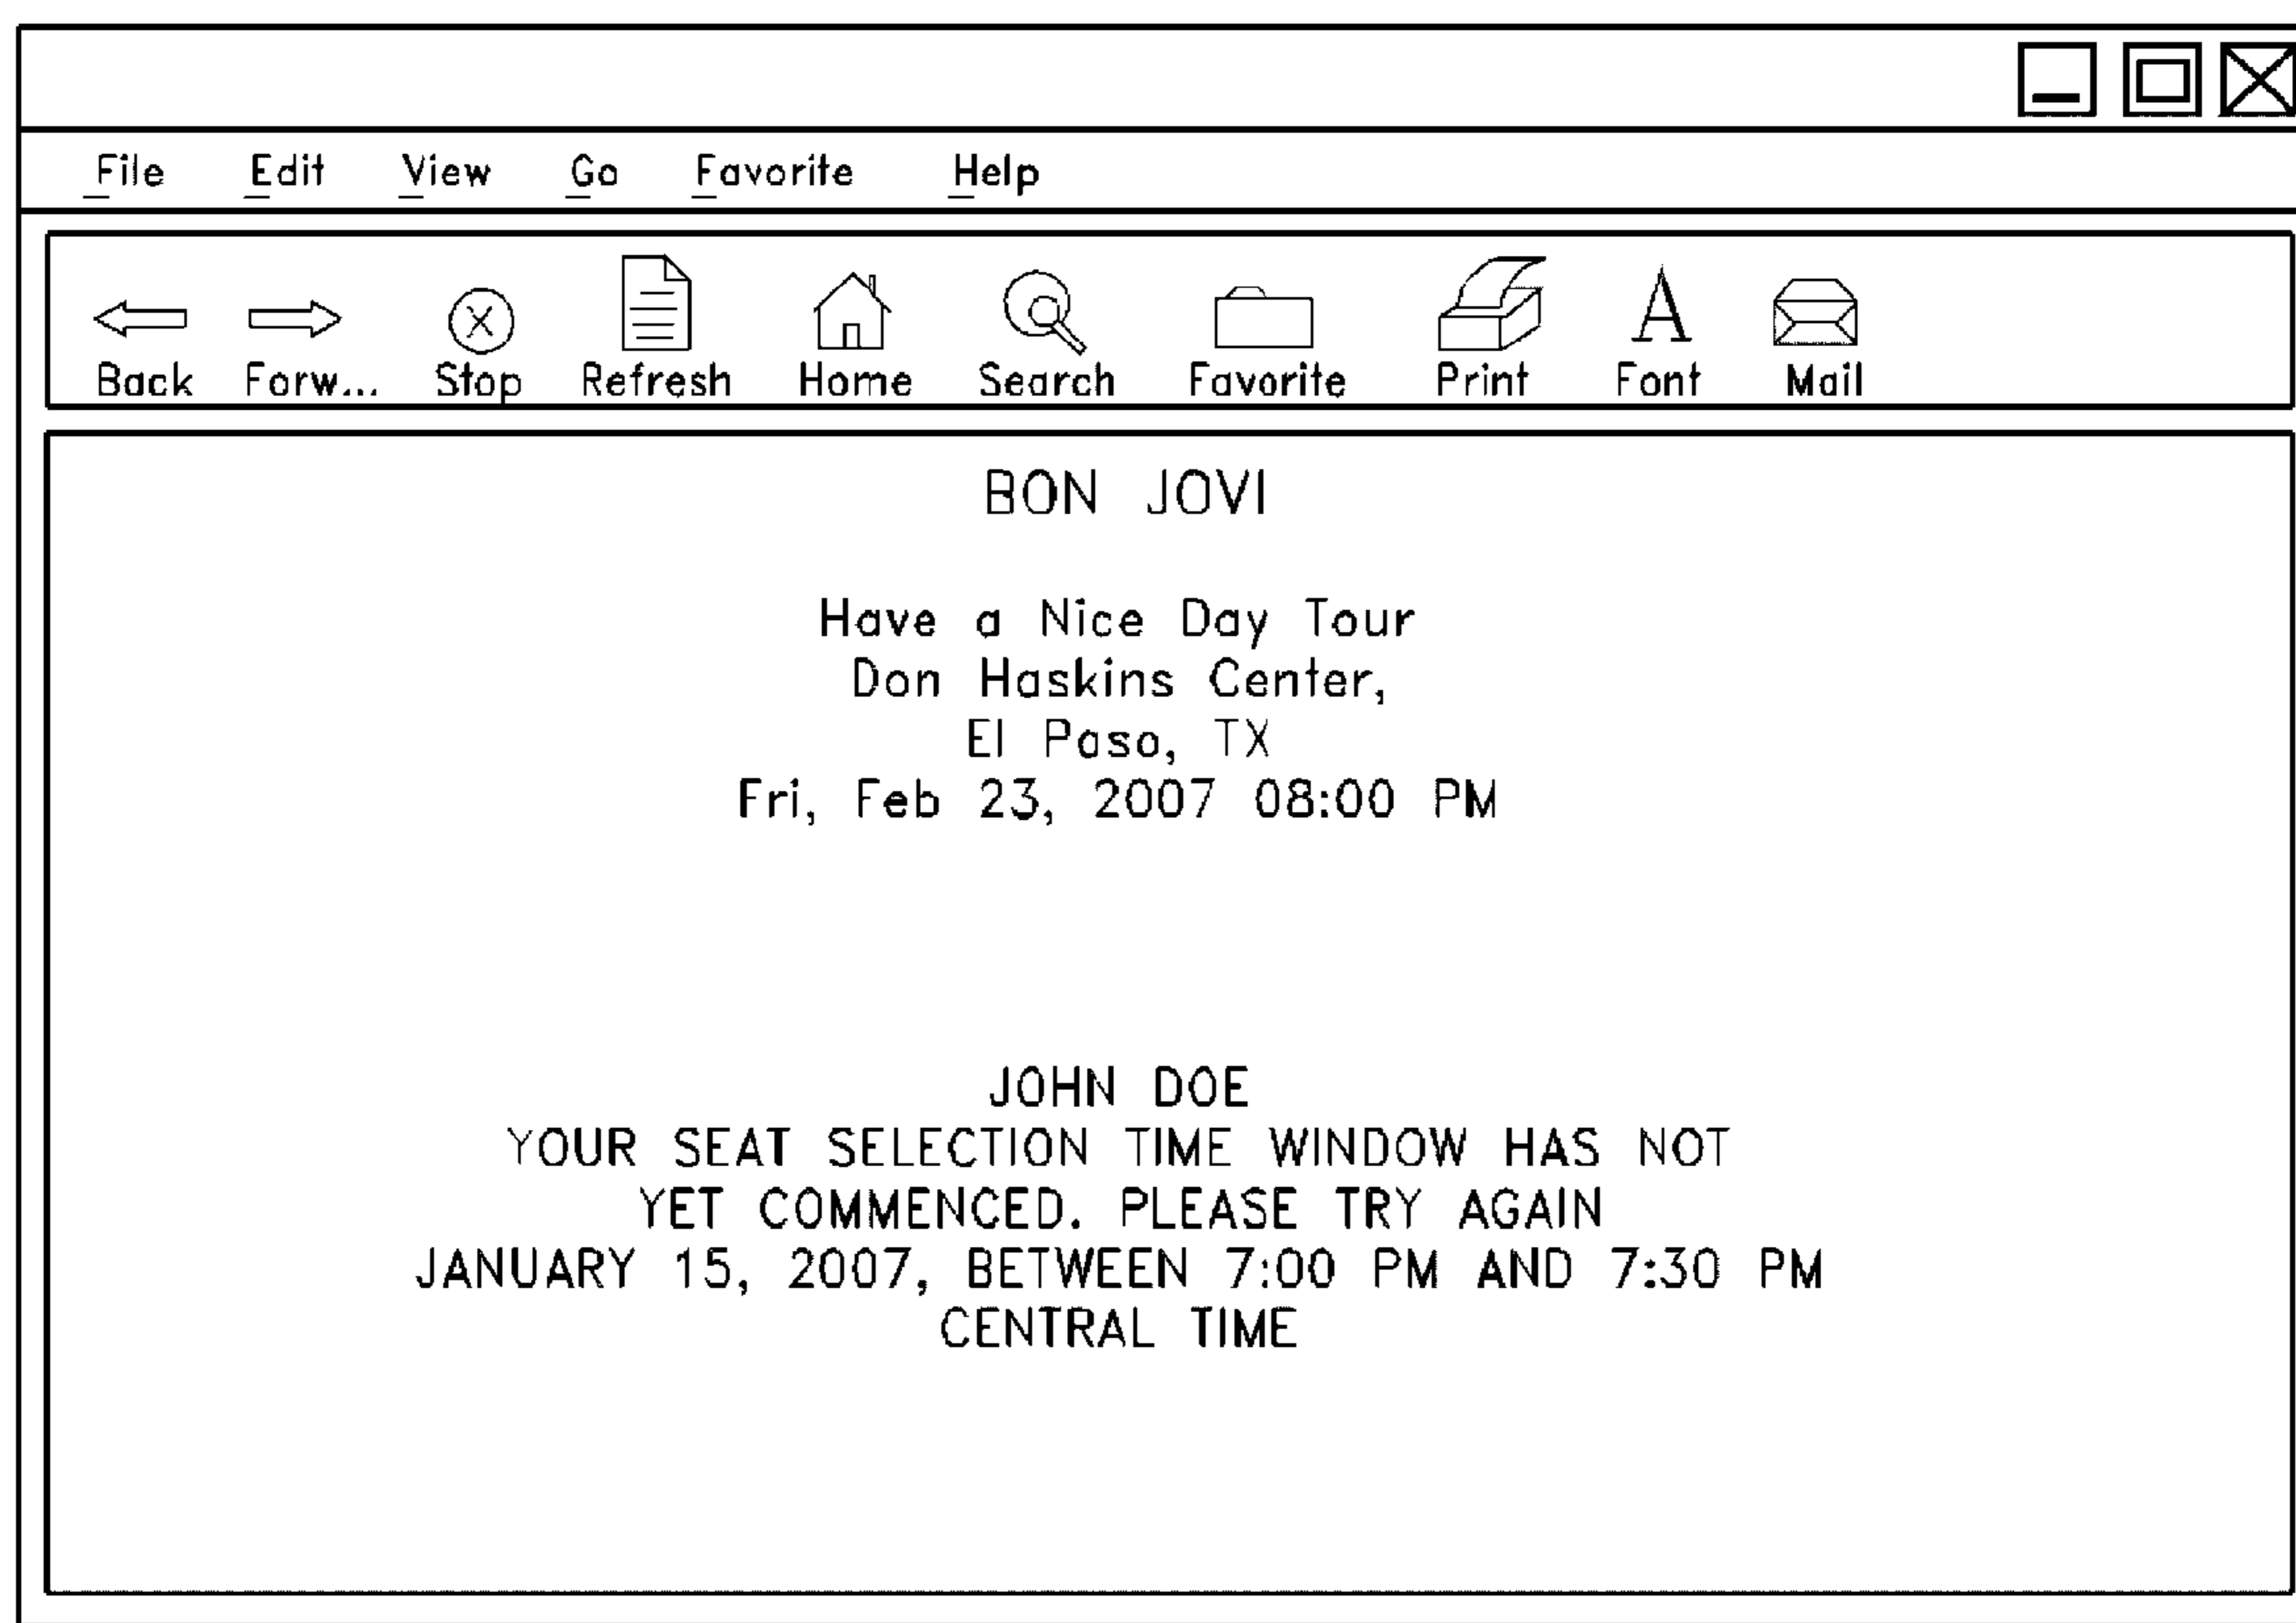 File Edit View Go Favorite Help
Back Forw... Stop Refresh Home Search Favorite Print Font Mail
BON JOVI
Have a Nice Day Tour
Don Haskins Center,
El Paso, TX
Fri, Feb 23, 2007 08:00 PM
JOHN DOE
YOUR SEAT SELECTION TIME WINDOW HAS NOT
YET COMMENCED. PLEASE TRY AGAIN
JANUARY 15, 2007, BETWEEN 7:00 PM AND 7:30 PM
CENTRAL TIME